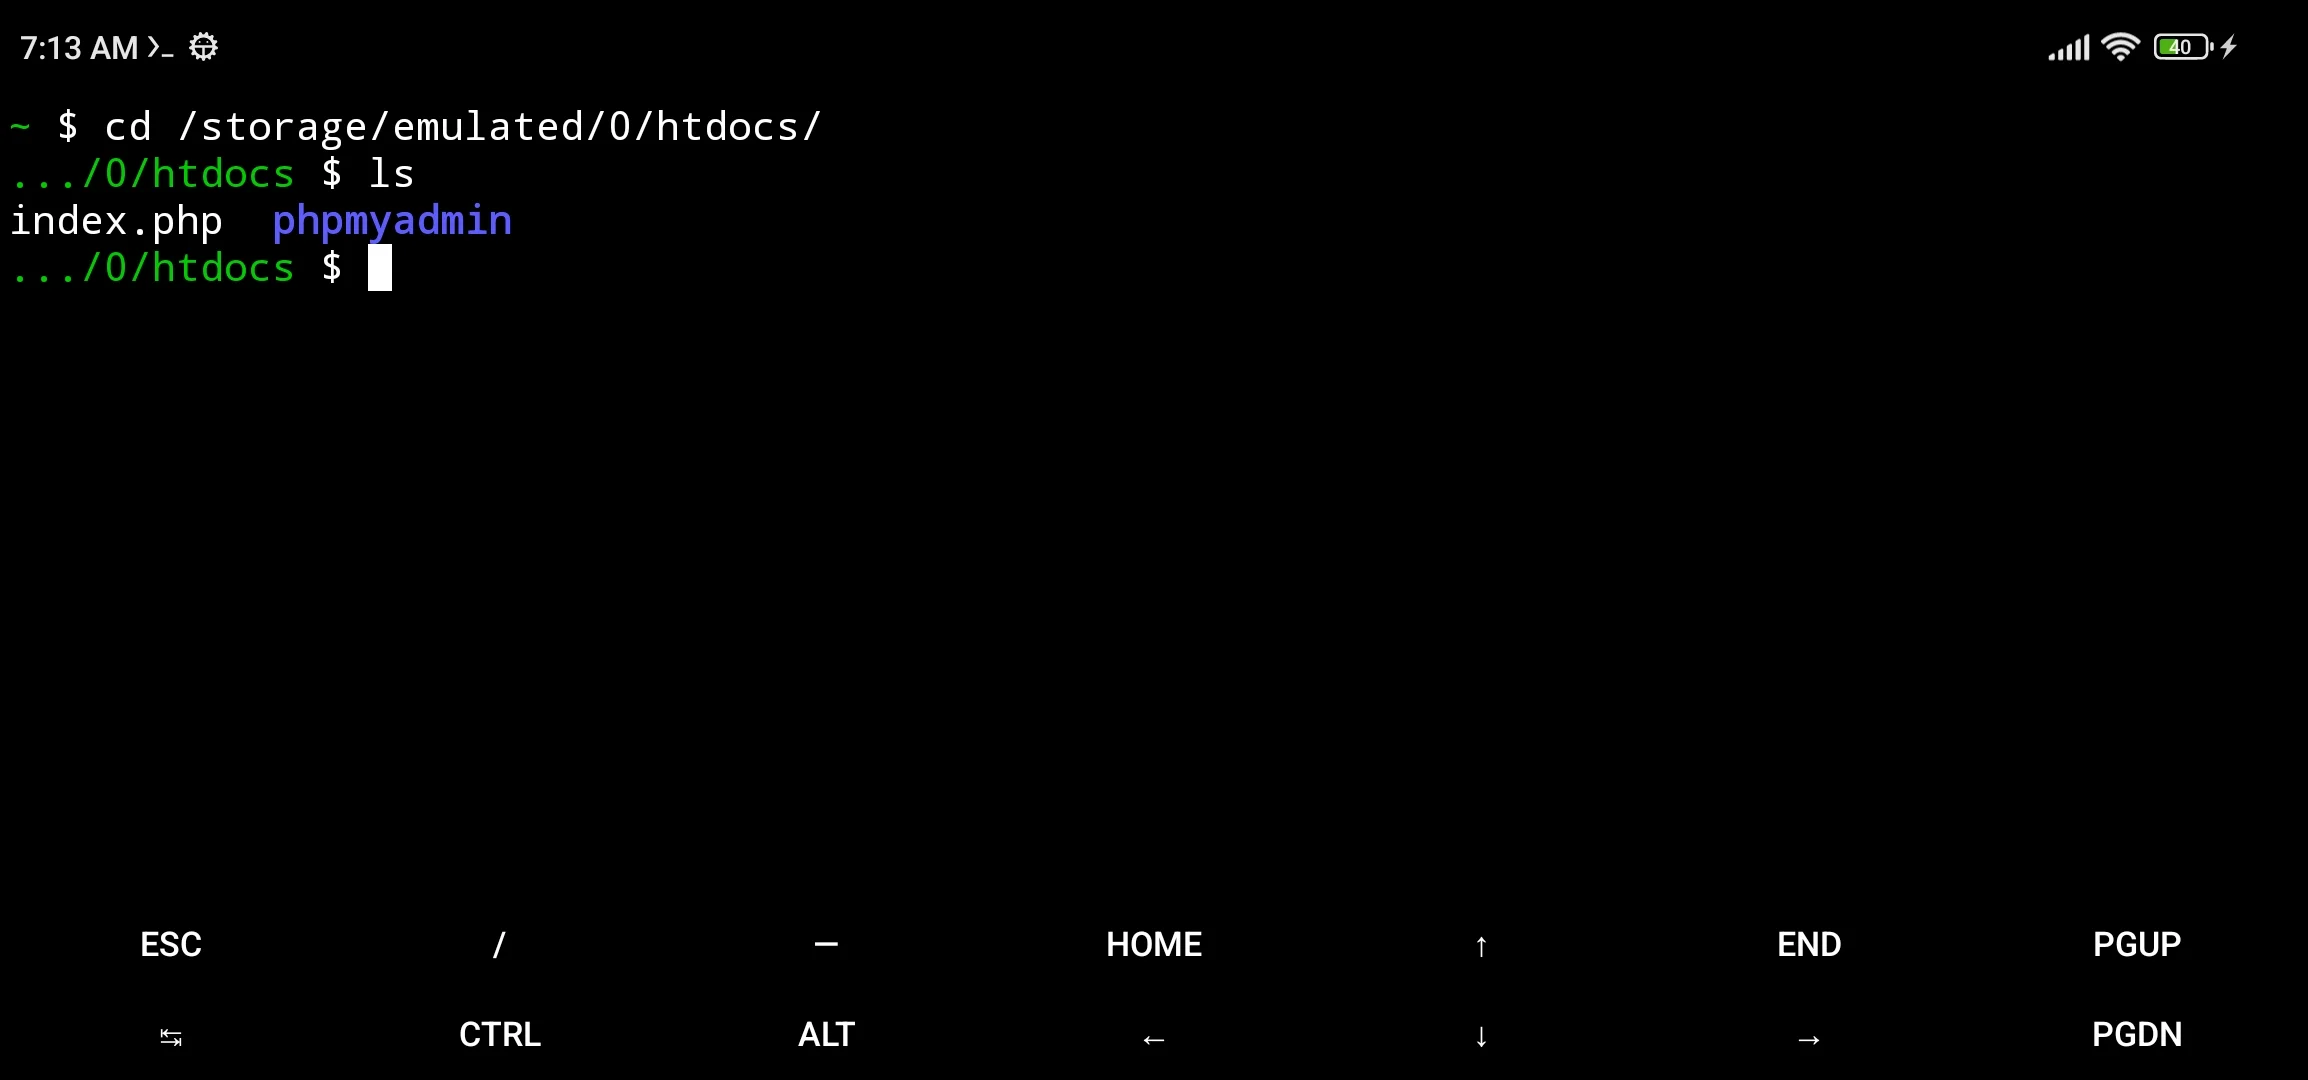 7:13 AM
40
~ $ cd /storage/emulated/0/htdocs/
.../0/htdocs $ ls
index.php  phpmyadmin
.../0/htdocs $
ESC / — HOME ↑ END PGUP
↹ CTRL ALT ← ↓ → PGDN